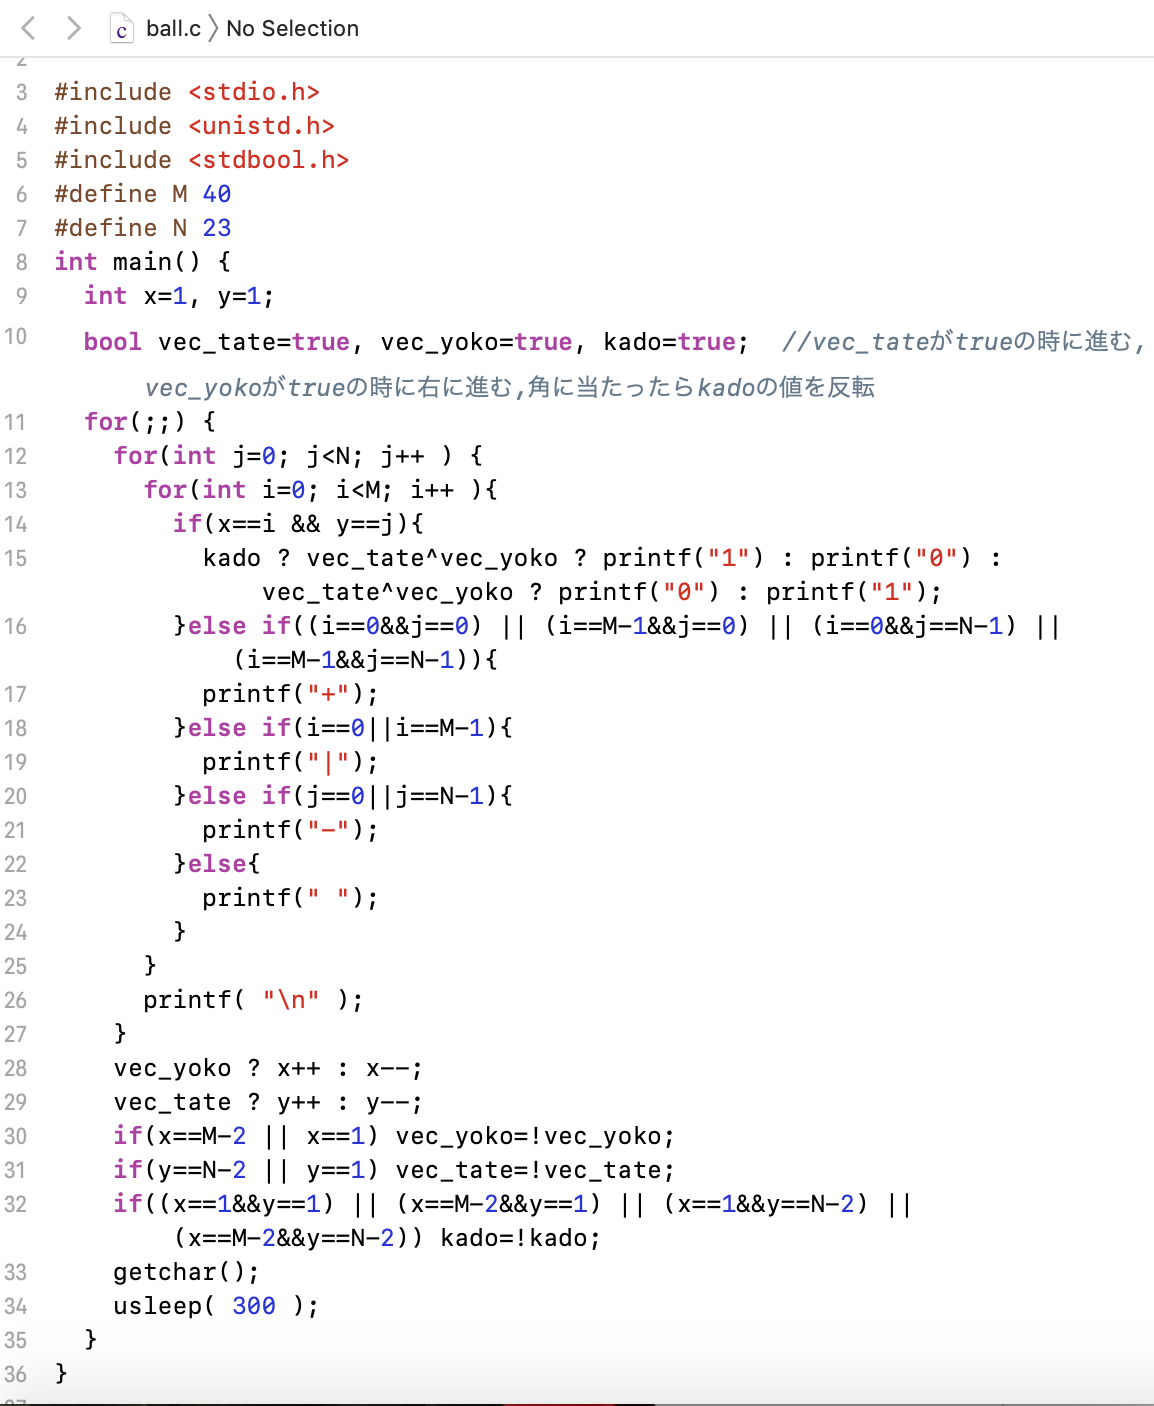 ball.c 〉 No Selection
2
3 #include <stdio.h>
4 #include <unistd.h>
5 #include <stdbool.h>
6 #define M 40
7 #define N 23
8 int main() {
9   int x=1, y=1;
10   bool vec_tate=true, vec_yoko=true, kado=true;  //vec_tateがtrueの時に進む,
vec_yokoがtrueの時に右に進む,角に当たったらkadoの値を反転
11   for(;;) {
12     for(int j=0; j<N; j++ ) {
13       for(int i=0; i<M; i++ ){
14         if(x==i && y==j){
15           kado ? vec_tate^vec_yoko ? printf("1") : printf("0") :
vec_tate^vec_yoko ? printf("0") : printf("1");
16         }else if((i==0&&j==0) || (i==M-1&&j==0) || (i==0&&j==N-1) ||
(i==M-1&&j==N-1)){
17           printf("+");
18         }else if(i==0||i==M-1){
19           printf("|");
20         }else if(j==0||j==N-1){
21           printf("-");
22         }else{
23           printf(" ");
24         }
25       }
26       printf( "\n" );
27     }
28     vec_yoko ? x++ : x--;
29     vec_tate ? y++ : y--;
30     if(x==M-2 || x==1) vec_yoko=!vec_yoko;
31     if(y==N-2 || y==1) vec_tate=!vec_tate;
32     if((x==1&&y==1) || (x==M-2&&y==1) || (x==1&&y==N-2) ||
(x==M-2&&y==N-2)) kado=!kado;
33     getchar();
34     usleep( 300 );
35   }
36 }